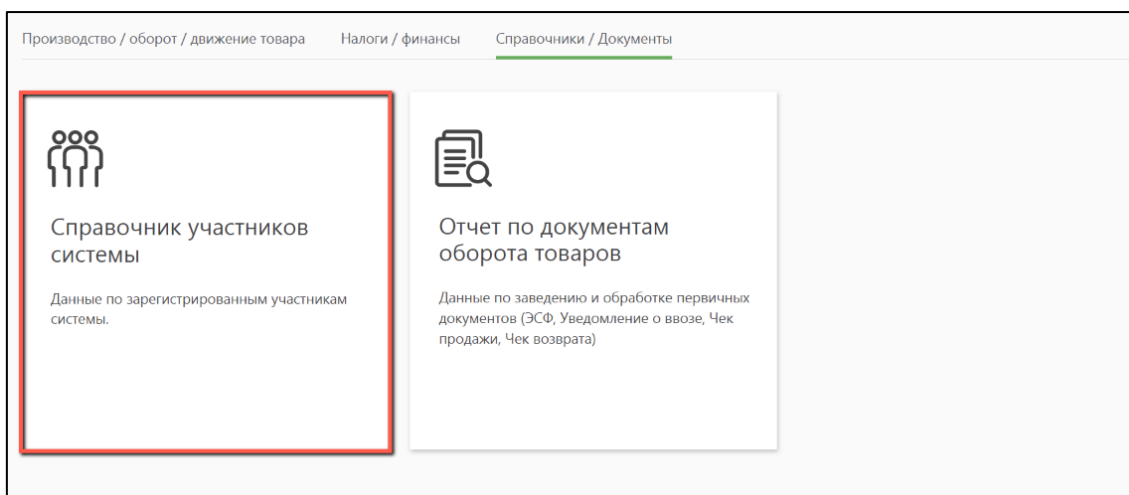 Производство / оборот / движение товара Налоги / финансы Справочники / Документы
Справочник участников
системы
Данные по зарегистрированным участникам
системы.
Отчет по документам
оборота товаров
Данные по заведению и обработке первичных
документов (ЭСФ, Уведомление о ввозе, Чек
продажи, Чек возврата)